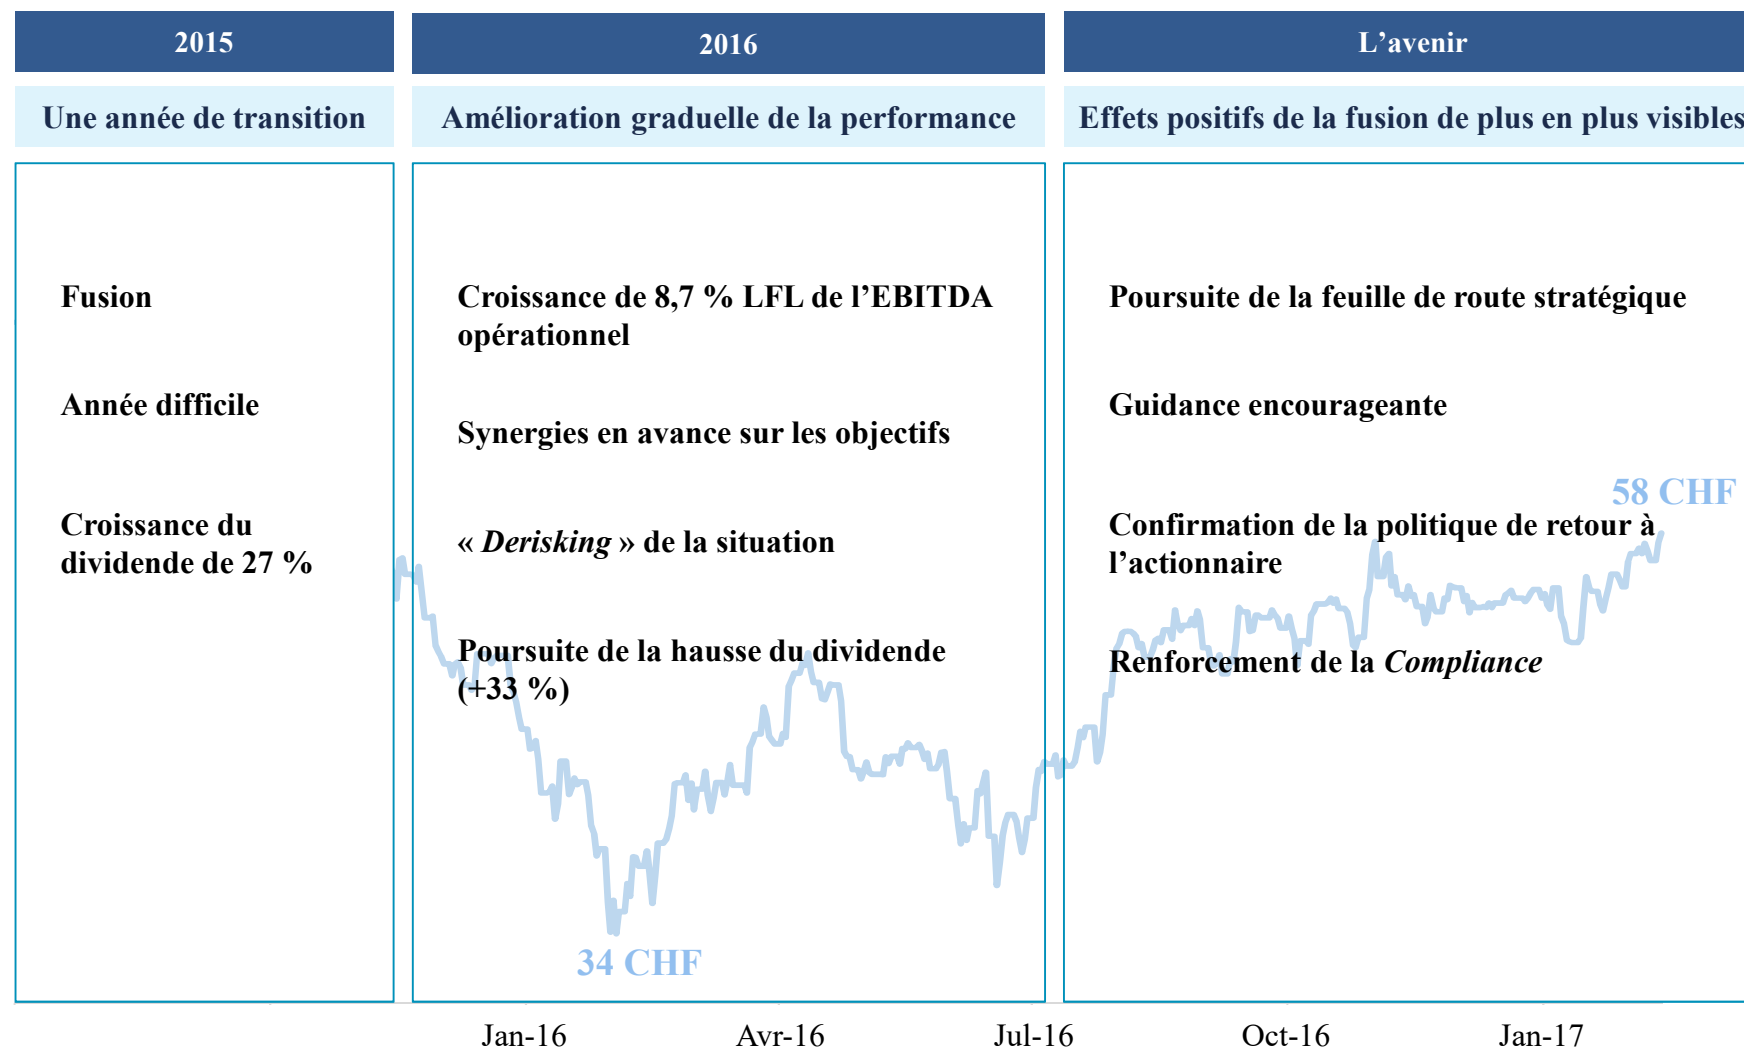 2015
Une année de transition
Fusion
Année difficile
Croissance du
dividende de 27 %
2016
Amélioration graduelle de la performance
Croissance de 8,7 % LFL de l’EBITDA
opérationnel
Synergies en avance sur les objectifs
« Derisking » de la situation
Poursuite de la hausse du dividende
(+33 %)
34 CHF
L’avenir
Effets positifs de la fusion de plus en plus visibles
Poursuite de la feuille de route stratégique
Guidance encourageante
58 CHF
Confirmation de la politique de retour à
l’actionnaire
Renforcement de la Compliance
Jan-16
Avr-16
Jul-16
Oct-16
Jan-17